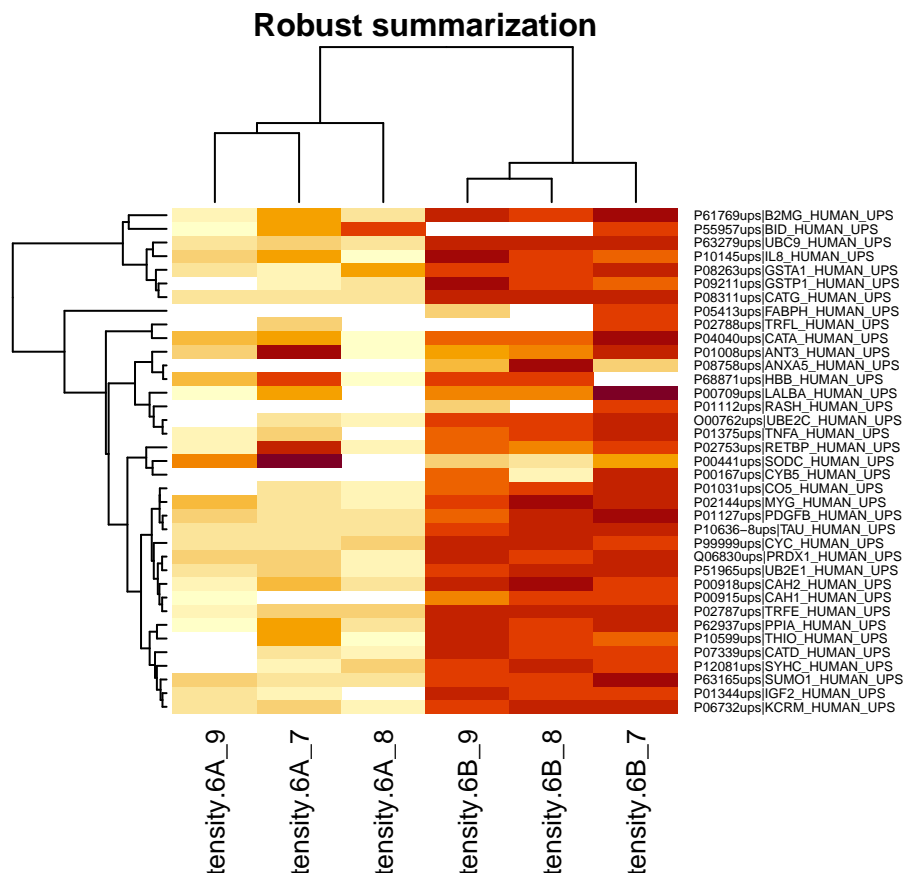 Robust summarization
P61769ups|B2MG_HUMAN_UPS
P55957ups|BID_HUMAN_UPS
P63279ups|UBC9_HUMAN_UPS
P10145ups|IL8_HUMAN_UPS
P08263ups|GSTA1_HUMAN_UPS
P09211ups|GSTP1_HUMAN_UPS
P08311ups|CATG_HUMAN_UPS
P05413ups|FABPH_HUMAN_UPS
P02788ups|TRFL_HUMAN_UPS
P04040ups|CATA_HUMAN_UPS
P01008ups|ANT3_HUMAN_UPS
P08758ups|ANXA5_HUMAN_UPS
P68871ups|HBB_HUMAN_UPS
P00709ups|LALBA_HUMAN_UPS
P01112ups|RASH_HUMAN_UPS
O00762ups|UBE2C_HUMAN_UPS
P01375ups|TNFA_HUMAN_UPS
P02753ups|RETBP_HUMAN_UPS
P00441ups|SODC_HUMAN_UPS
P00167ups|CYB5_HUMAN_UPS
P01031ups|CO5_HUMAN_UPS
P02144ups|MYG_HUMAN_UPS
P01127ups|PDGFB_HUMAN_UPS
P10636−8ups|TAU_HUMAN_UPS
P99999ups|CYC_HUMAN_UPS
Q06830ups|PRDX1_HUMAN_UPS
P51965ups|UB2E1_HUMAN_UPS
P00918ups|CAH2_HUMAN_UPS
P00915ups|CAH1_HUMAN_UPS
P02787ups|TRFE_HUMAN_UPS
P62937ups|PPIA_HUMAN_UPS
P10599ups|THIO_HUMAN_UPS
P07339ups|CATD_HUMAN_UPS
P12081ups|SYHC_HUMAN_UPS
P63165ups|SUMO1_HUMAN_UPS
P01344ups|IGF2_HUMAN_UPS
P06732ups|KCRM_HUMAN_UPS
tensity.6A_9
tensity.6A_7
tensity.6A_8
tensity.6B_9
tensity.6B_8
tensity.6B_7